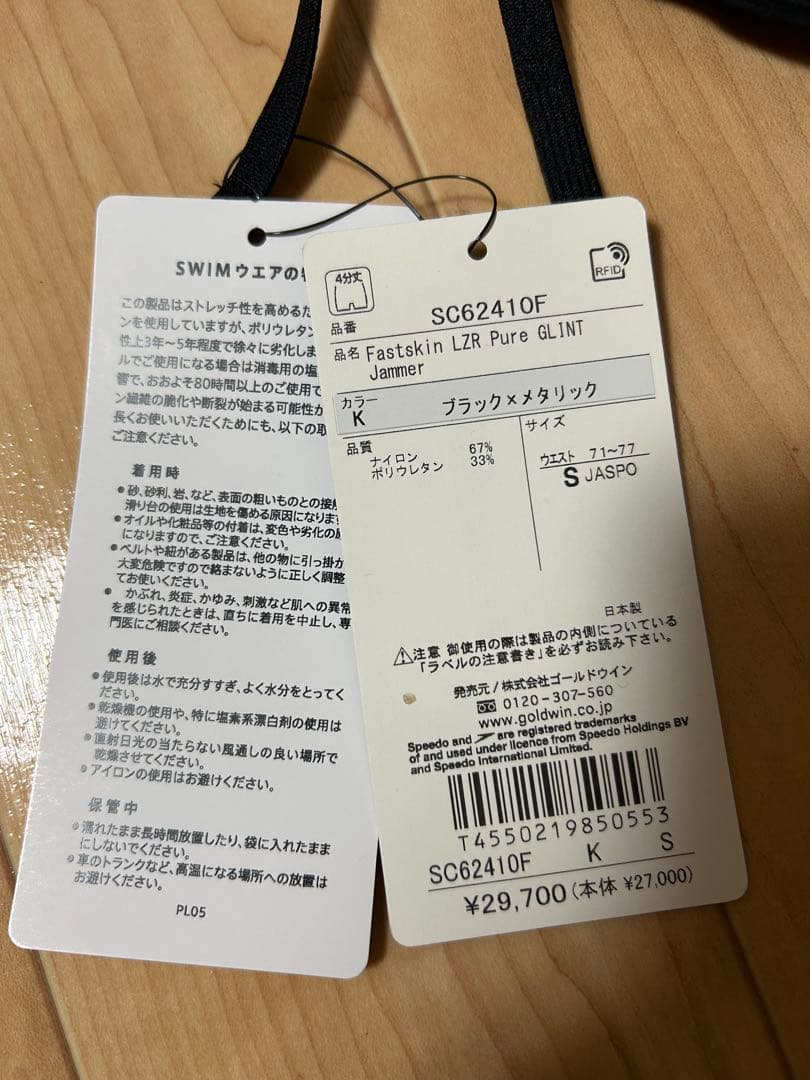 SWIMウエアの
この製品はストレッチ性を高めるた
ンを使用していますが、ポリウレタン
性上3年〜5年程度で徐々に劣化しま
ルでご使用になる場合は消毒用の塩
響で、おおよそ80時間以上のご使用で
ン繊維の脆化や断裂が始まる可能性が
長くお使いいただくためにも、以下の取
ご注意ください。
着用時
●砂、砂利、岩、など、表面の粗いものとの接触
滑り台の使用は生地を傷める原因になります
●オイルや化粧品等の付着は、変色や劣化の原
になりますので、ご注意ください。
●ベルトや紐がある製品は、他の物に引っ掛か
大変危険ですので絡まないように正しく調整
てお使いください。
● かぶれ、炎症、かゆみ、刺激など肌への異常
を感じられたときは、直ちに着用を中止し、専
門医にご相談ください。
使用後
●使用後は水で充分すすぎ、よく水分をとってく
ださい。
●乾燥機の使用や、特に塩素系漂白剤の使用は
避けてください。
●直射日光の当たらない風通しの良い場所で
乾燥させてください。
●アイロンの使用はお避けください。
保管中
●濡れたまま長時間放置したり、袋に入れたまま
にしないでください。
●車のトランクなど、高温になる場所への放置は
お避けください。
PL05
4分丈
RFID
品番 SC62410F
品名 Fastskin LZR Pure GLINT
Jammer
カラー
K ブラック×メタリック
品質
ナイロン 67%
ポリウレタン 33%
サイズ
ウエスト 71〜77
S JASPO
日本製
⚠注意 御使用の際は製品の内側についている
「ラベルの注意書き」を必ずお読み下さい。
発売元/株式会社ゴールドウイン
0120-307-560
www.goldwin.co.jp
Speedo and are registered trademarks
of and used under licence from Speedo Holdings BV
and Speedo International Limited.
T4550219850553
SC62410F K S
¥29,700(本体 ¥27,000)